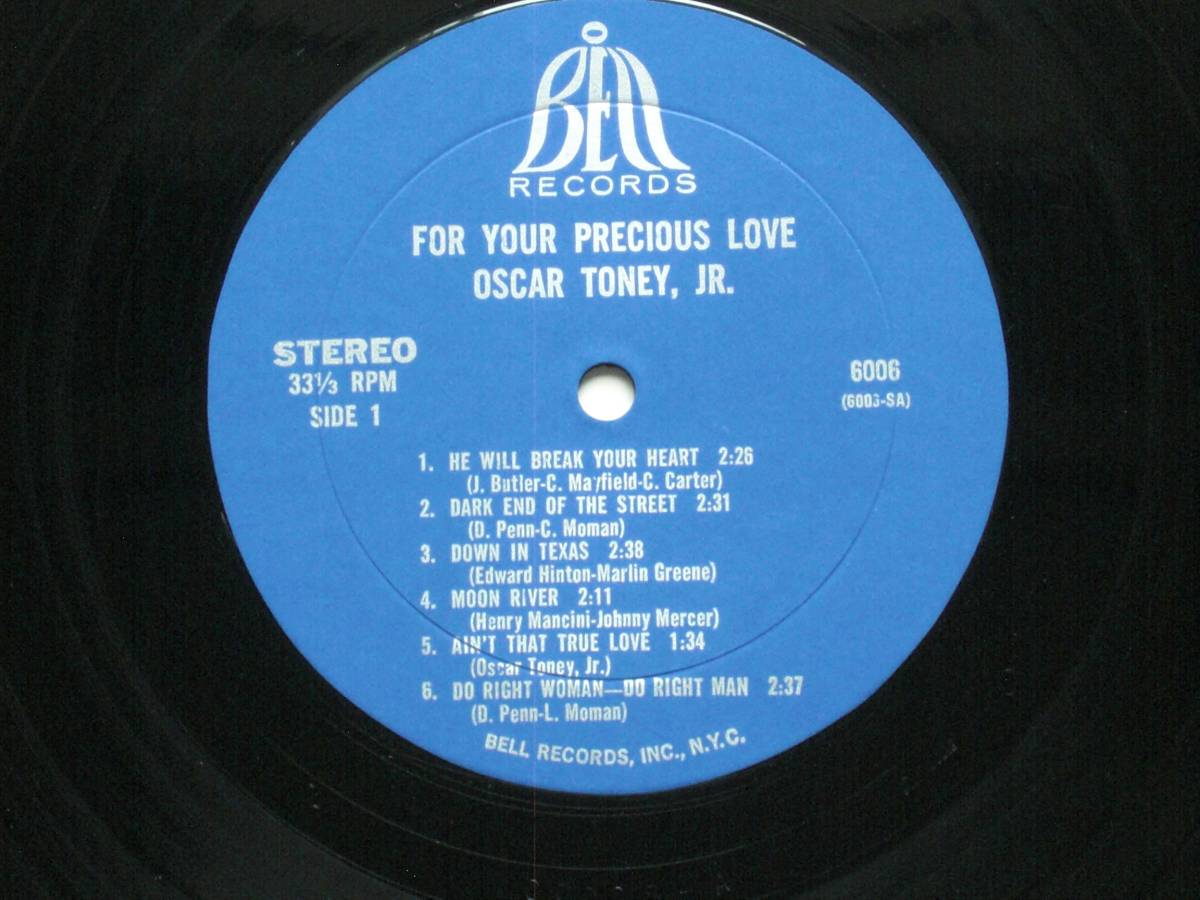 Bell
RECORDS
FOR YOUR PRECIOUS LOVE
OSCAR TONEY, JR.
STEREO
33⅓ RPM
SIDE 1
6006
(6006-SA)
1. HE WILL BREAK YOUR HEART 2:26
(J. Butler-C. Mayfield-C. Carter)
2. DARK END OF THE STREET 2:31
(D. Penn-C. Moman)
3. DOWN IN TEXAS 2:38
(Edward Hinton-Marlin Greene)
4. MOON RIVER 2:11
(Henry Mancini-Johnny Mercer)
5. AIN'T THAT TRUE LOVE 1:34
(Oscar Toney, Jr.)
6. DO RIGHT WOMAN—DO RIGHT MAN 2:37
(D. Penn-L. Moman)
BELL RECORDS, INC., N.Y.C.